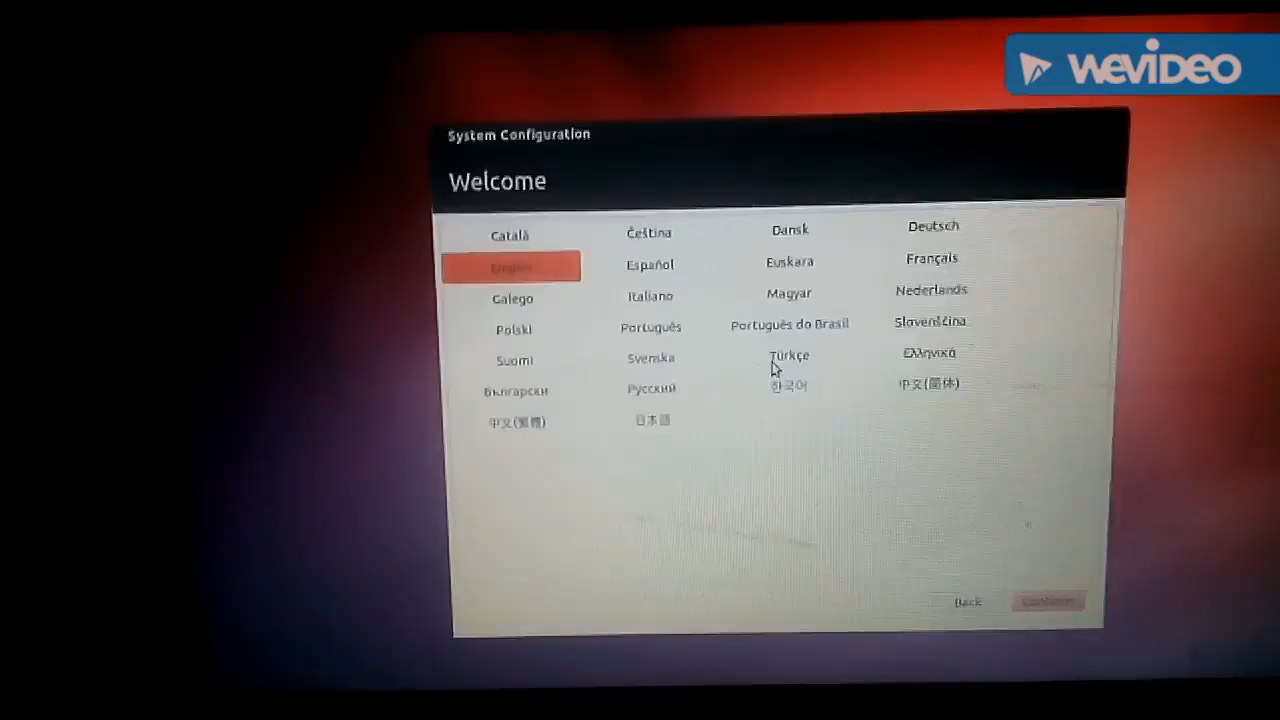 WEVIDEO
System Configuration
Welcome
Català Čeština Dansk Deutsch
English Español Euskara Français
Galego Italiano Magyar Nederlands
Polski Português Português do Brasil Slovenščina
Suomi Svenska Türkçe Ελληνικά
Български Русский 한국어 中文(简体)
中文(繁體) 日本語
Back Continue